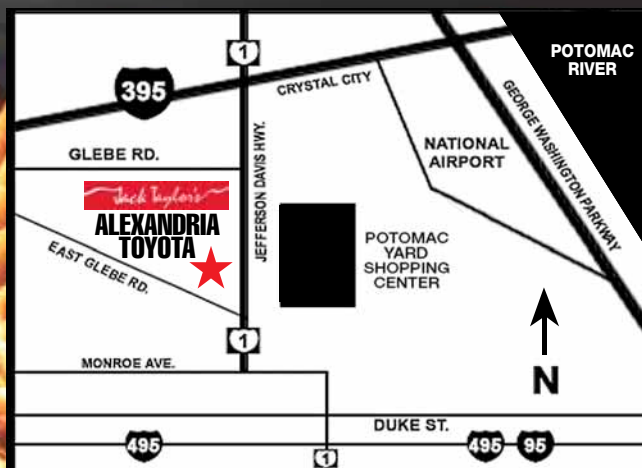 POTOMAC
RIVER
1
395
CRYSTAL CITY
GEORGE WASHINGTON PARKWAY
NATIONAL
AIRPORT
GLEBE RD.
JEFFERSON DAVIS HWY.
Jack Taylor's
ALEXANDRIA
TOYOTA
EAST GLEBE RD.
POTOMAC
YARD
SHOPPING
CENTER
1
MONROE AVE.
N
DUKE ST.
495
1
495
95